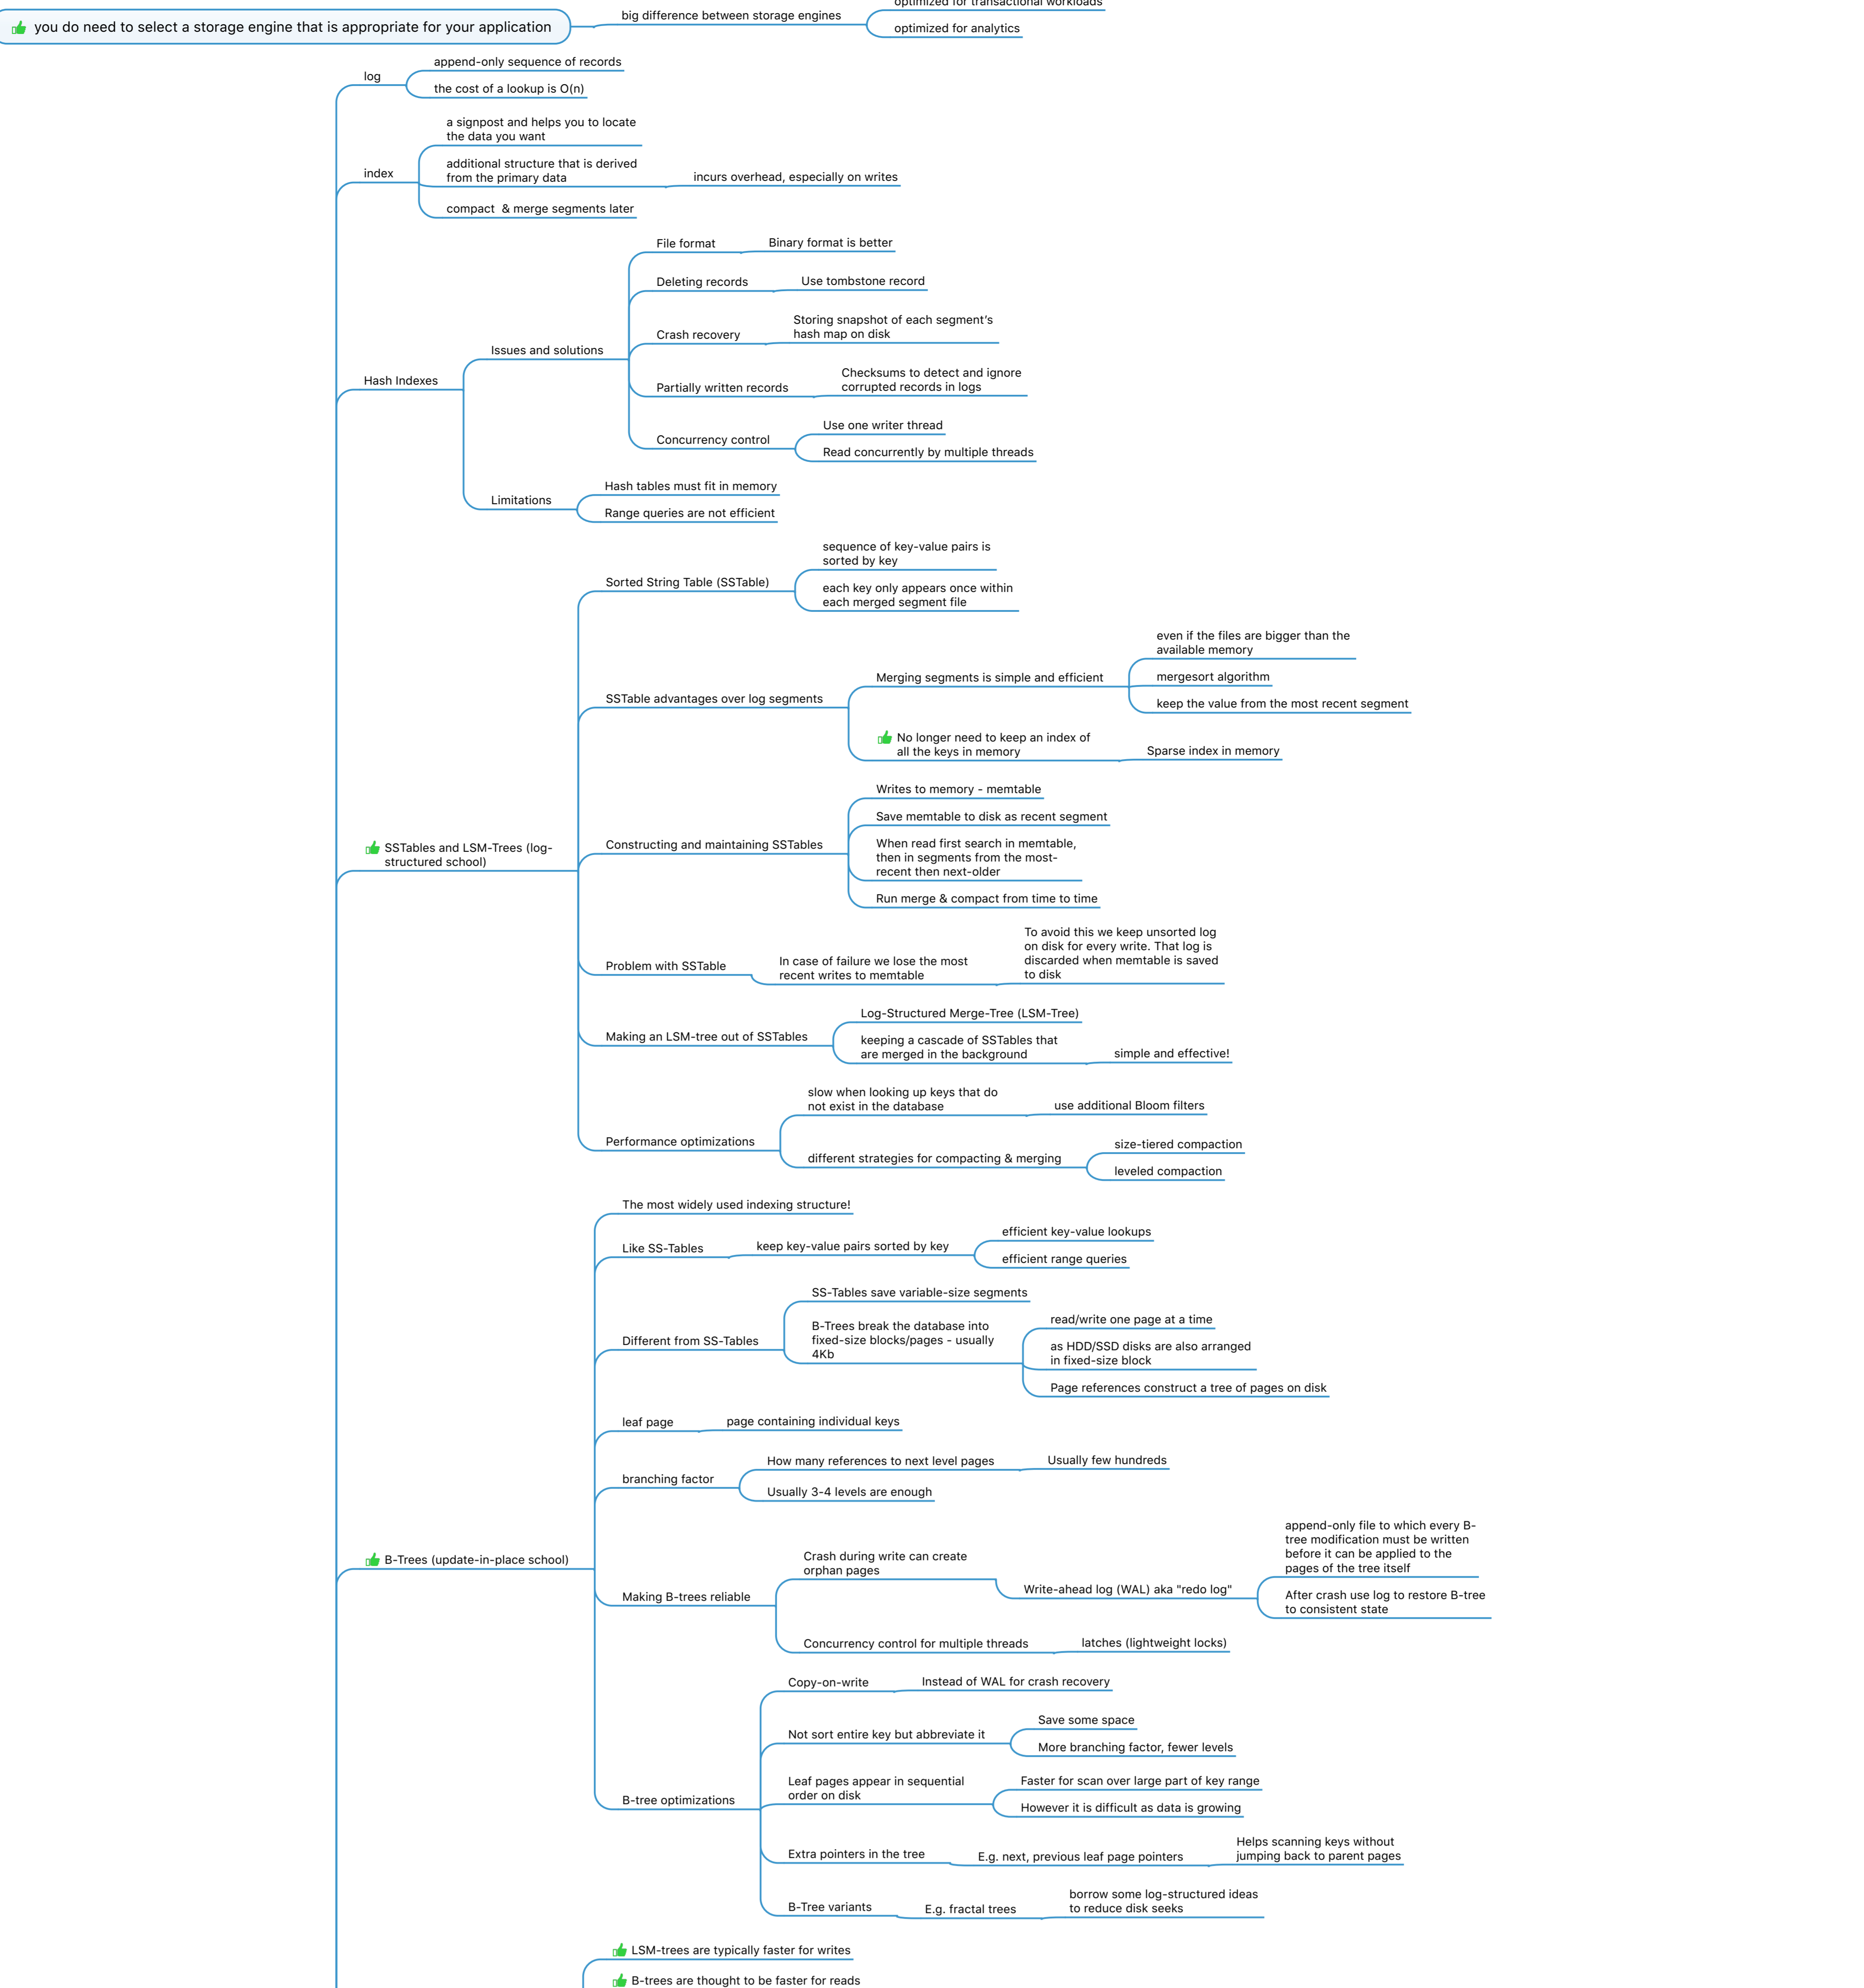 optimized for transactional workloads
big difference between storage engines
you do need to select a storage engine that is appropriate for your application
optimized for analytics
append-only sequence of records
log
the cost of a lookup is O(n)
a signpost and helps you to locate
the data you want
index
additional structure that is derived
from the primary data
incurs overhead, especially on writes
compact & merge segments later
File format
Binary format is better
Deleting records
Use tombstone record
Storing snapshot of each segment's
hash map on disk
Crash recovery
Issues and solutions
Checksums to detect and ignore
corrupted records in logs
Partially written records
Hash Indexes
Use one writer thread
Concurrency control
Read concurrently by multiple threads
Hash tables must fit in memory
Limitations
Range queries are not efficient
sequence of key-value pairs is
sorted by key
Sorted String Table (SSTable)
each key only appears once within
each merged segment file
even if the files are bigger than the
available memory
Merging segments is simple and efficient
mergesort algorithm
keep the value from the most recent segment
SSTable advantages over log segments
No longer need to keep an index of
all the keys in memory
Sparse index in memory
Writes to memory - memtable
Save memtable to disk as recent segment
Constructing and maintaining SSTables
When read first search in memtable,
then in segments from the most-
recent then next-older
SSTables and LSM-Trees (log-
structured school)
Run merge & compact from time to time
To avoid this we keep unsorted log
on disk for every write. That log is
discarded when memtable is saved
to disk
Problem with SSTable
In case of failure we lose the most
recent writes to memtable
Log-Structured Merge-Tree (LSM-Tree)
Making an LSM-tree out of SSTables
keeping a cascade of SSTables that
are merged in the background
simple and effective!
slow when looking up keys that do
not exist in the database
use additional Bloom filters
Performance optimizations
different strategies for compacting & merging
size-tiered compaction
leveled compaction
The most widely used indexing structure!
Like SS-Tables
keep key-value pairs sorted by key
efficient key-value lookups
efficient range queries
SS-Tables save variable-size segments
Different from SS-Tables
B-Trees break the database into
fixed-size blocks/pages - usually
4Kb
read/write one page at a time
as HDD/SSD disks are also arranged
in fixed-size block
Page references construct a tree of pages on disk
leaf page
page containing individual keys
How many references to next level pages
Usually few hundreds
branching factor
Usually 3-4 levels are enough
append-only file to which every B-
tree modification must be written
before it can be applied to the
pages of the tree itself
B-Trees (update-in-place school)
Crash during write can create
orphan pages
Write-ahead log (WAL) aka "redo log"
After crash use log to restore B-tree
to consistent state
Making B-trees reliable
Concurrency control for multiple threads
latches (lightweight locks)
Copy-on-write
Instead of WAL for crash recovery
Save some space
Not sort entire key but abbreviate it
More branching factor, fewer levels
Leaf pages appear in sequential
order on disk
Faster for scan over large part of key range
However it is difficult as data is growing
B-tree optimizations
Extra pointers in the tree
E.g. next, previous leaf page pointers
Helps scanning keys without
jumping back to parent pages
B-Tree variants
E.g. fractal trees
borrow some log-structured ideas
to reduce disk seeks
LSM-trees are typically faster for writes
B-trees are thought to be faster for reads